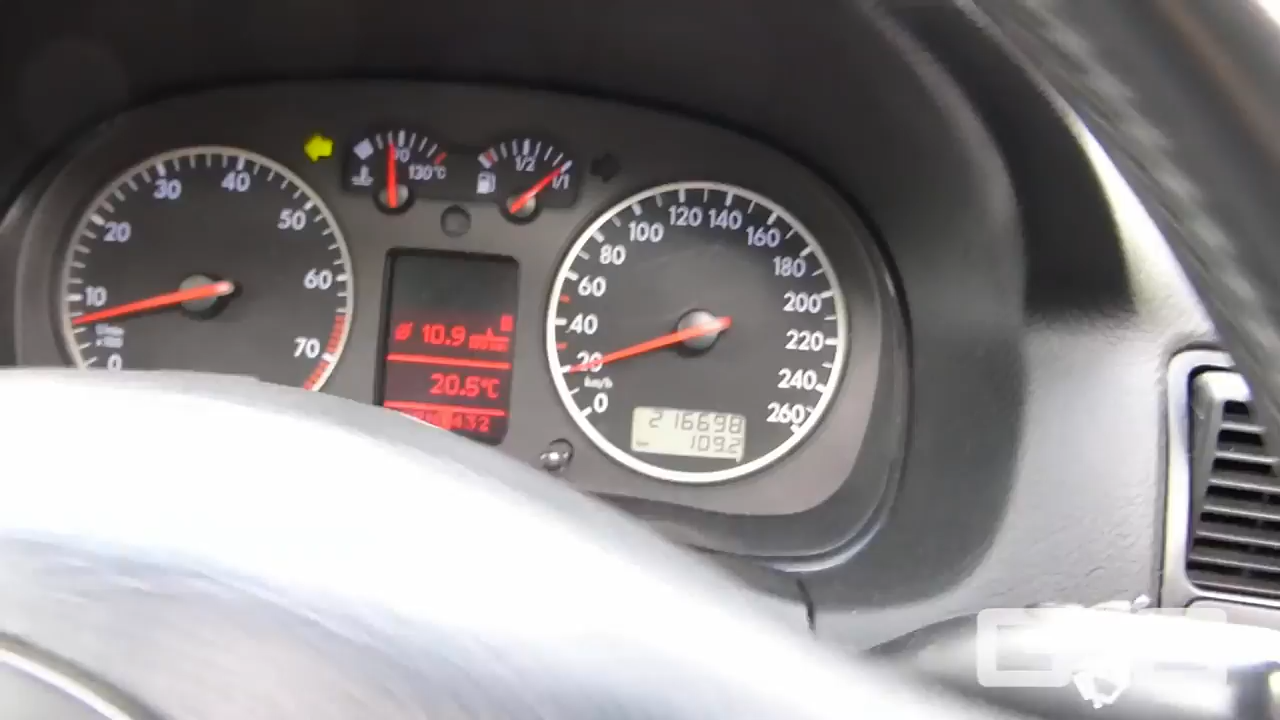 10 20 30 40 50 60 70
0
130°C
1/2 1/1
10.9
20.5°C
0 20 40 60 80 100 120 140 160 180 200 220 240 260
km/h
216698
109.2